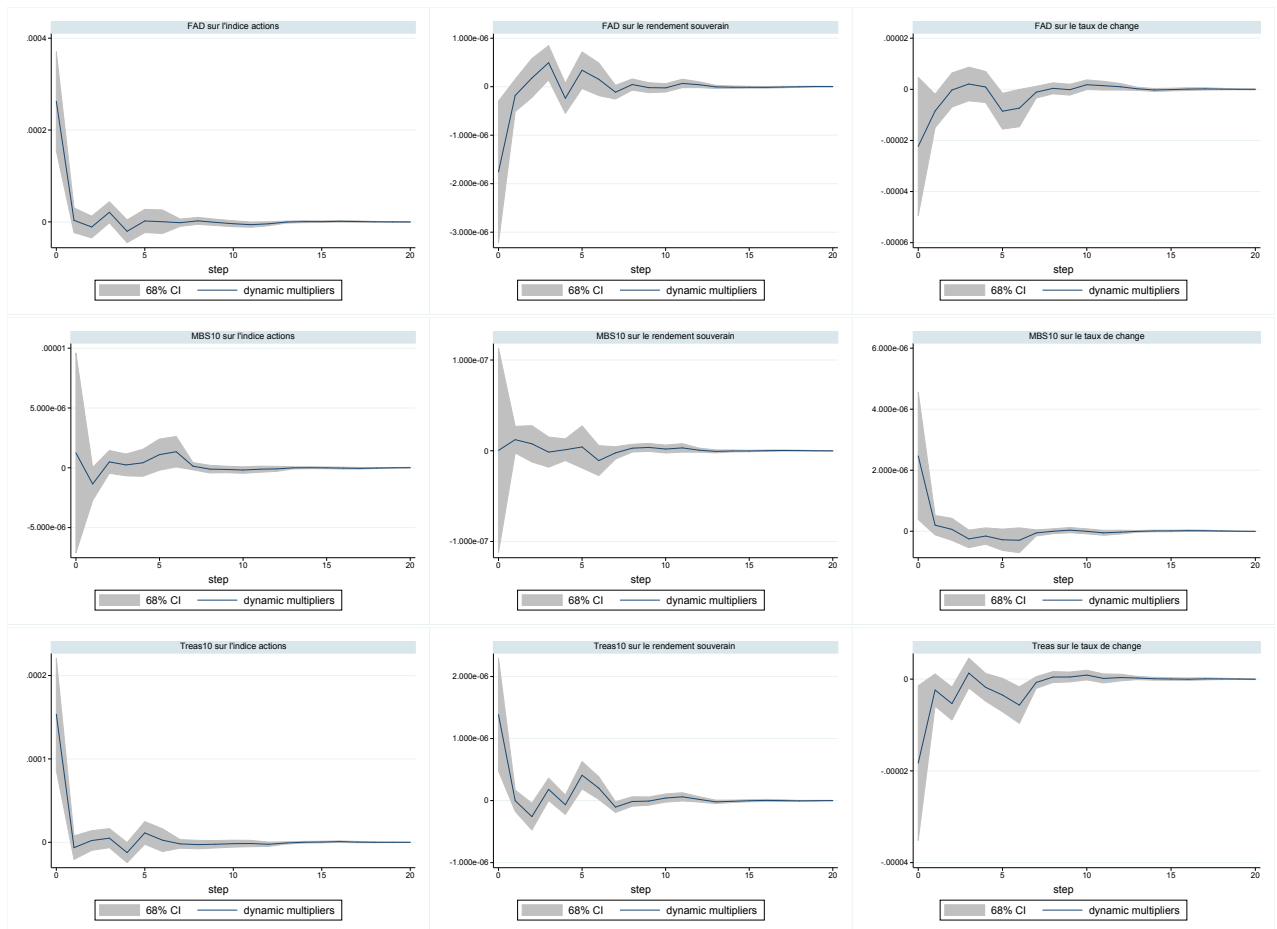 FAD sur l'indice actions
.0004
.0002
0
0 5 10 15 20
step
68% CI dynamic multipliers
FAD sur le rendement souverain
1.000e-06
0
-1.000e-06
-2.000e-06
-3.000e-06
0 5 10 15 20
step
68% CI dynamic multipliers
FAD sur le taux de change
.00002
0
-.00002
-.00004
-.00006
0 5 10 15 20
step
68% CI dynamic multipliers
MBS10 sur l'indice actions
.00001
5.000e-06
0
-5.000e-06
0 5 10 15 20
step
68% CI dynamic multipliers
MBS10 sur le rendement souverain
1.000e-07
0
-1.000e-07
0 5 10 15 20
step
68% CI dynamic multipliers
MBS10 sur le taux de change
6.000e-06
4.000e-06
2.000e-06
0
0 5 10 15 20
step
68% CI dynamic multipliers
Treas10 sur l'indice actions
.0002
.0001
0
0 5 10 15 20
step
68% CI dynamic multipliers
Treas10 sur le rendement souverain
2.000e-06
1.000e-06
0
-1.000e-06
0 5 10 15 20
step
68% CI dynamic multipliers
Treas sur le taux de change
0
-.00002
-.00004
0 5 10 15 20
step
68% CI dynamic multipliers